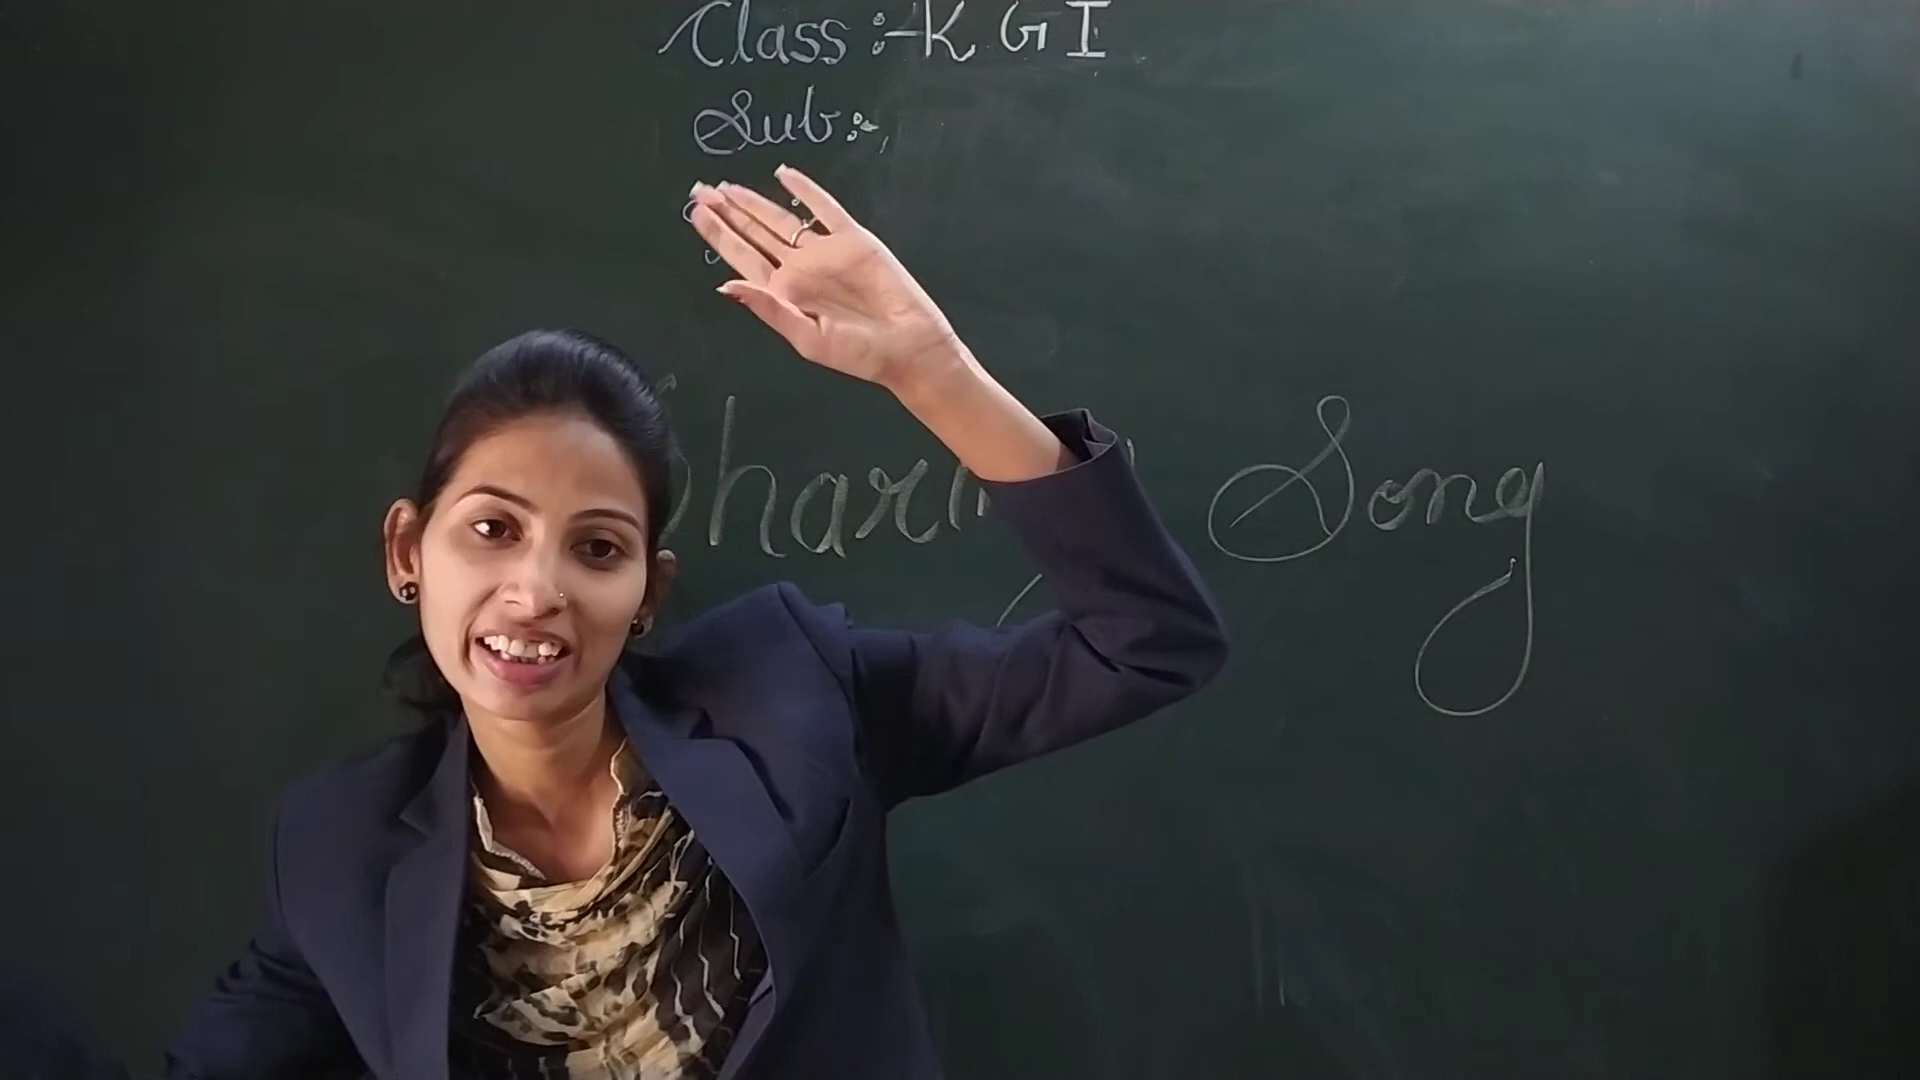 Class :- K G I
Sub :-
Song